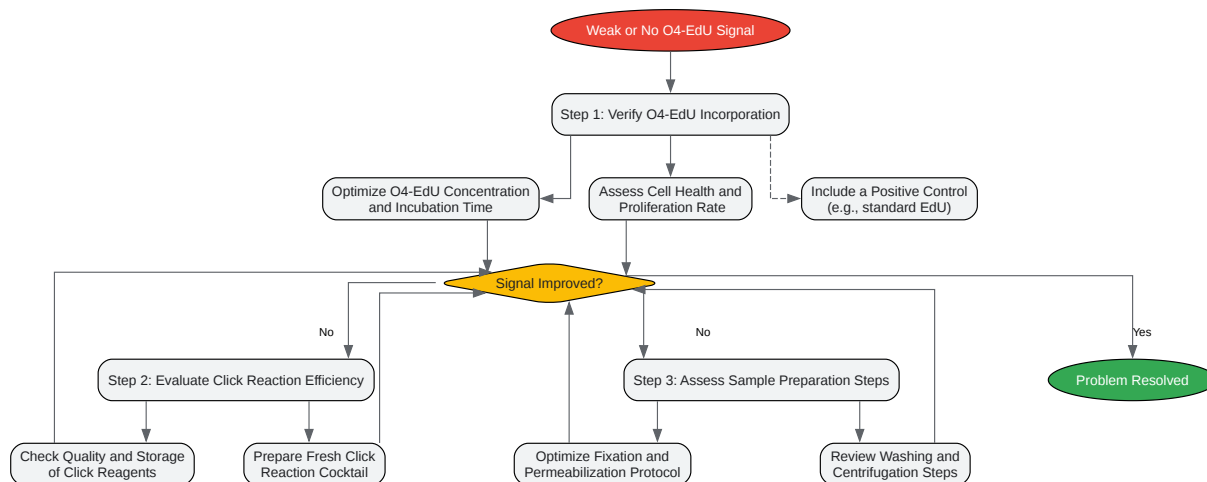 Weak or No O4-EdU Signal
Step 1: Verify O4-EdU Incorporation
Optimize O4-EdU Concentration
and Incubation Time
Assess Cell Health and
Proliferation Rate
Include a Positive Control
(e.g., standard EdU)
Signal Improved?
No
No
Yes
Step 2: Evaluate Click Reaction Efficiency
Step 3: Assess Sample Preparation Steps
Problem Resolved
Check Quality and Storage
of Click Reagents
Prepare Fresh Click
Reaction Cocktail
Optimize Fixation and
Permeabilization Protocol
Review Washing and
Centrifugation Steps